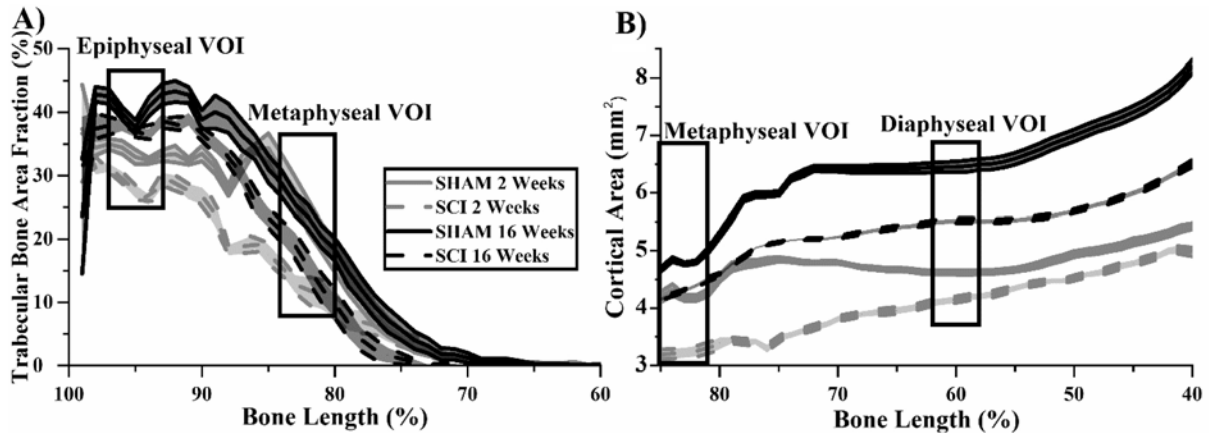 A)
Epiphyseal VOI
Metaphyseal VOI
Trabecular Bone Area Fraction (%)
50
40
30
20
10
0
SHAM 2 Weeks
SCI 2 Weeks
SHAM 16 Weeks
SCI 16 Weeks
100
90
80
70
60
Bone Length (%)
B)
Metaphyseal VOI
Diaphyseal VOI
Cortical Area (mm²)
8
7
6
5
4
3
80
70
60
50
40
Bone Length (%)